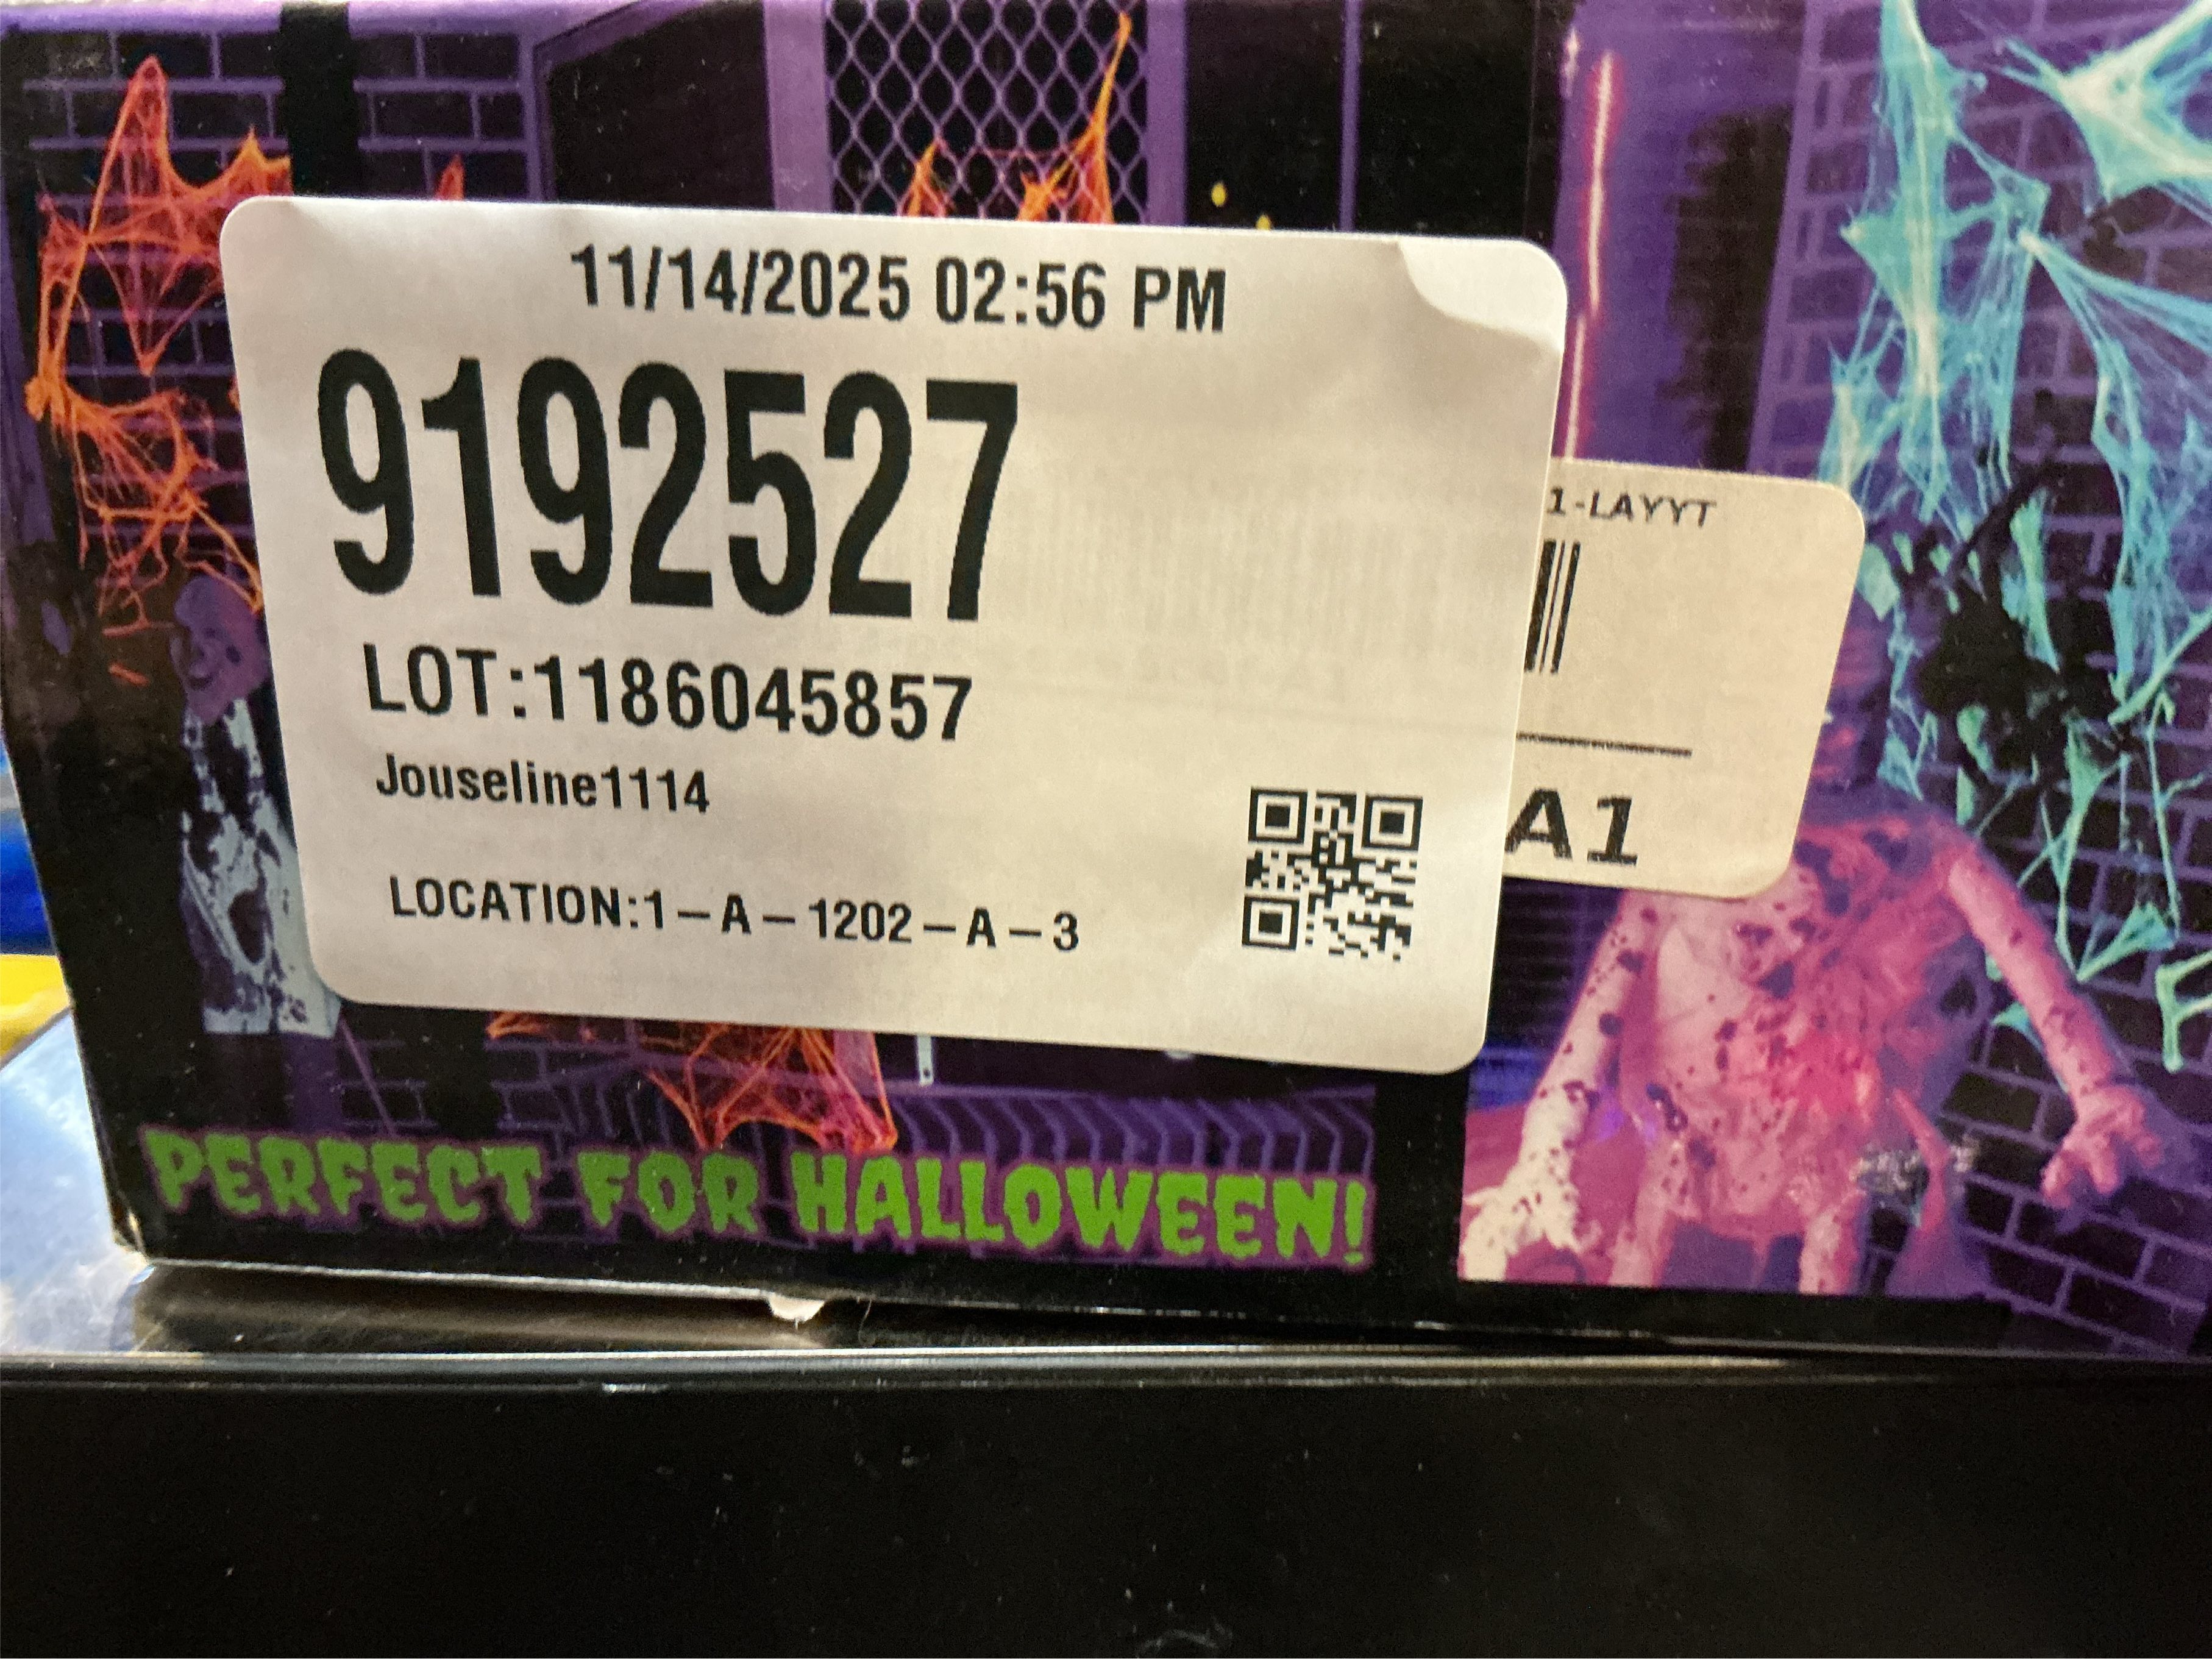 11/14/2025 02:56 PM
9192527
LOT:1186045857
Jouseline1114
LOCATION:1-A-1202-A-3
1-LAYYT
A1
PERFECT FOR HALLOWEEN!